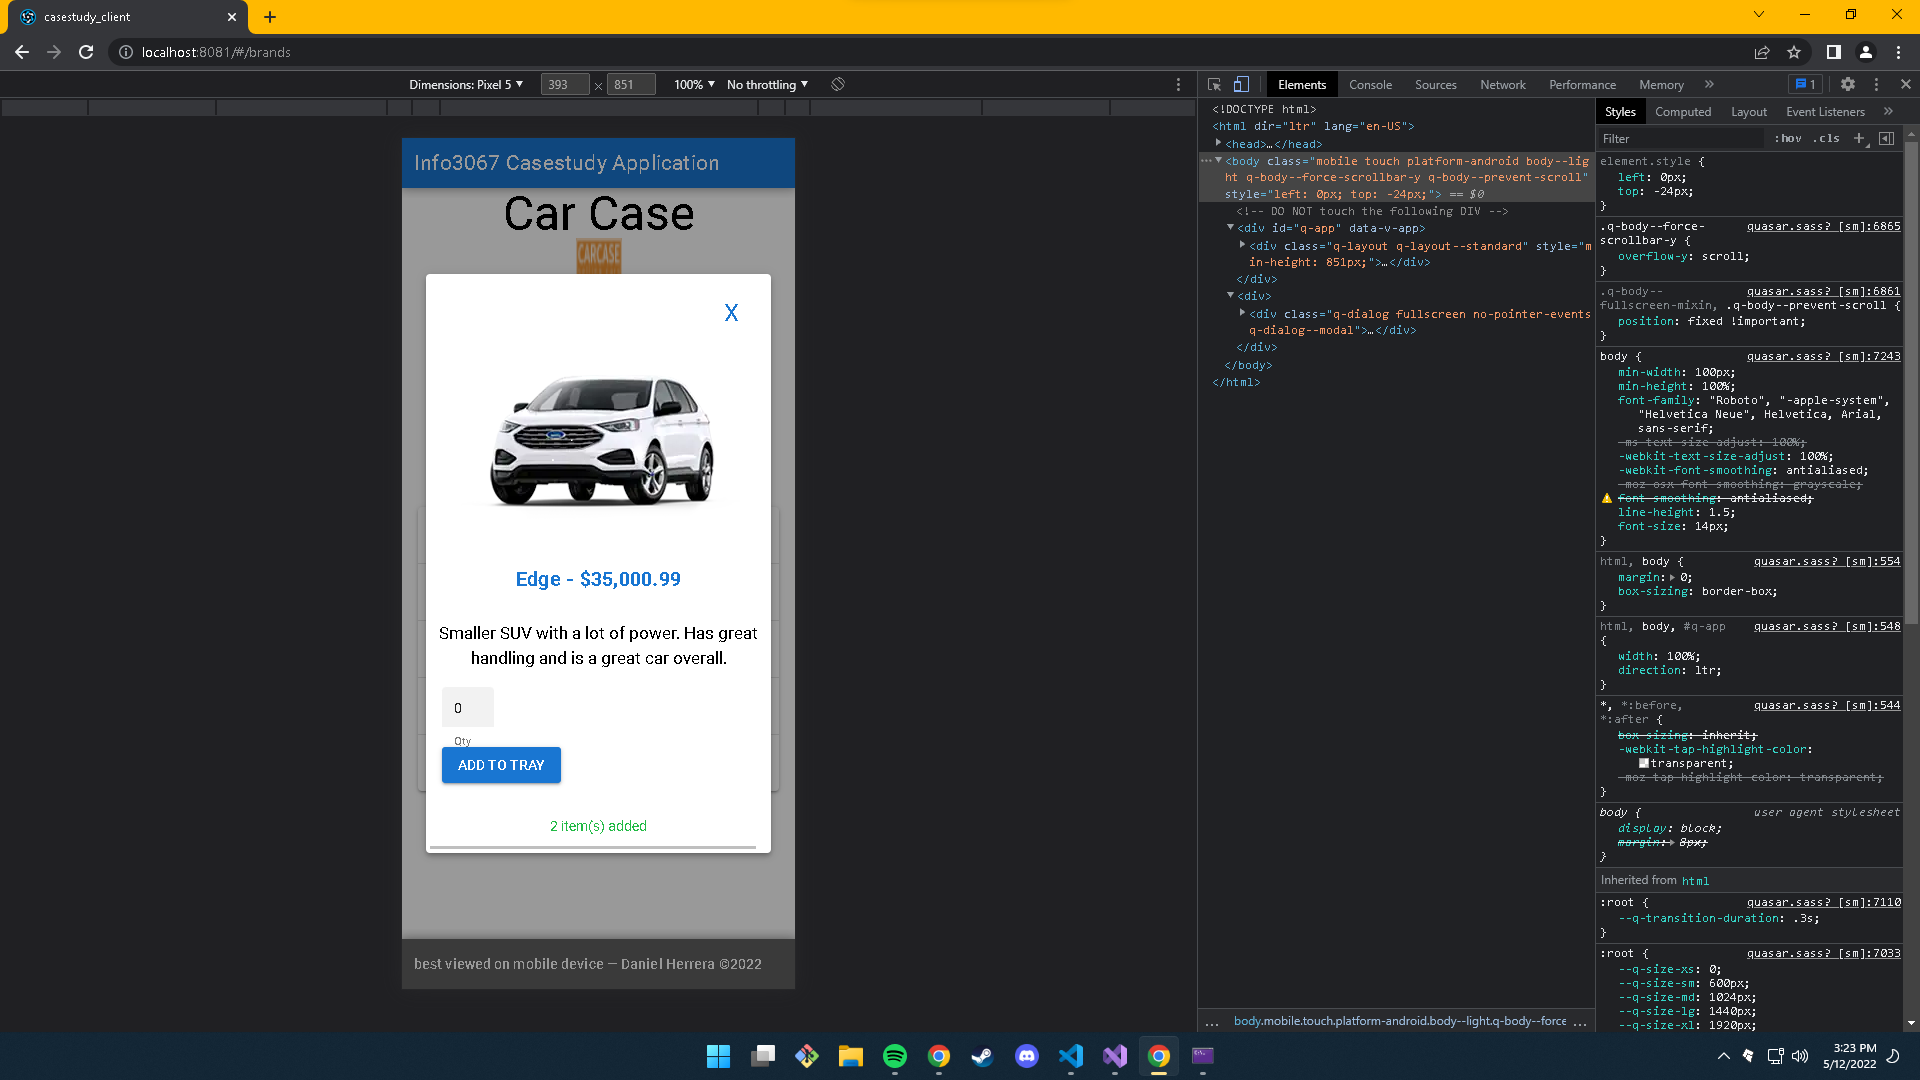 casestudy_client
localhost:8081/#/brands
Dimensions: Pixel 5 ▼ 393 × 851 100% ▼ No throttling ▼
Elements Console Sources Network Performance Memory » 1
Info3067 Casestudy Application
Car Case
CARCASE
X
Edge - $35,000.99
Smaller SUV with a lot of power. Has great
handling and is a great car overall.
0
Qty
ADD TO TRAY
2 item(s) added
best viewed on mobile device — Daniel Herrera ©2022
<!DOCTYPE html>
<html dir="ltr" lang="en-US">
<head>…</head>
<body class="mobile touch platform-android body--lig
ht q-body--force-scrollbar-y q-body--prevent-scroll"
style="left: 0px; top: -24px;"> == $0
<!-- DO NOT touch the following DIV -->
<div id="q-app" data-v-app>
<div class="q-layout q-layout--standard" style="m
in-height: 851px;">…</div>
</div>
<div>
<div class="q-dialog fullscreen no-pointer-events
q-dialog--modal">…</div>
</div>
</body>
</html>
... body.mobile.touch.platform-android.body--light.q-body--force ...
Styles Computed Layout Event Listeners »
Filter :hov .cls +
element.style {
left: 0px;
top: -24px;
}
.q-body--force- quasar.sass? [sm]:6865
scrollbar-y {
overflow-y: scroll;
}
.q-body-- quasar.sass? [sm]:6861
fullscreen-mixin, .q-body--prevent-scroll {
position: fixed !important;
}
body { quasar.sass? [sm]:7243
min-width: 100px;
min-height: 100%;
font-family: "Roboto", "-apple-system",
"Helvetica Neue", Helvetica, Arial,
sans-serif;
-ms-text-size-adjust: 100%;
-webkit-text-size-adjust: 100%;
-webkit-font-smoothing: antialiased;
-moz-osx-font-smoothing: grayscale;
font-smoothing: antialiased;
line-height: 1.5;
font-size: 14px;
}
html, body { quasar.sass? [sm]:554
margin: 0;
box-sizing: border-box;
}
html, body, #q-app quasar.sass? [sm]:548
{
width: 100%;
direction: ltr;
}
*, *:before, quasar.sass? [sm]:544
*:after {
box-sizing: inherit;
-webkit-tap-highlight-color:
transparent;
-moz-tap-highlight-color: transparent;
}
body { user agent stylesheet
display: block;
margin: 8px;
}
Inherited from html
:root { quasar.sass? [sm]:7110
--q-transition-duration: .3s;
}
:root { quasar.sass? [sm]:7033
--q-size-xs: 0;
--q-size-sm: 600px;
--q-size-md: 1024px;
--q-size-lg: 1440px;
--q-size-xl: 1920px;
3:23 PM
5/12/2022